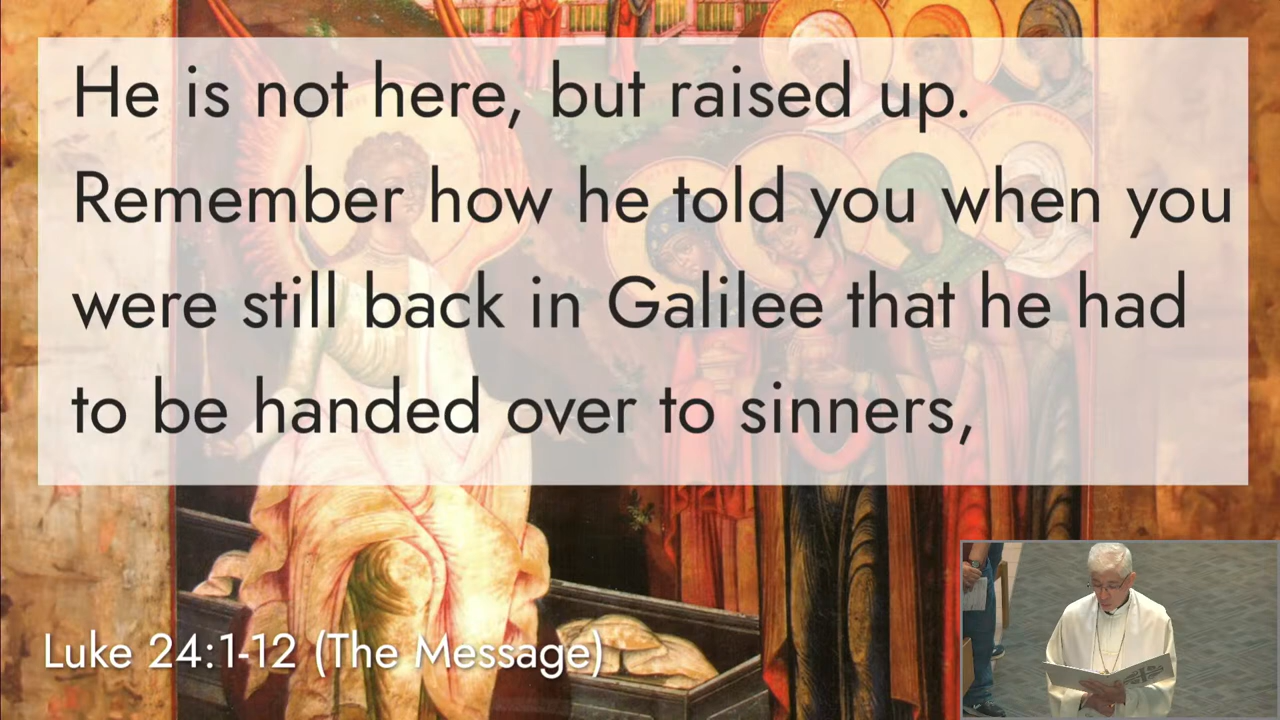 He is not here, but raised up.
Remember how he told you when you
were still back in Galilee that he had
to be handed over to sinners,
Luke 24:1-12 (The Message)